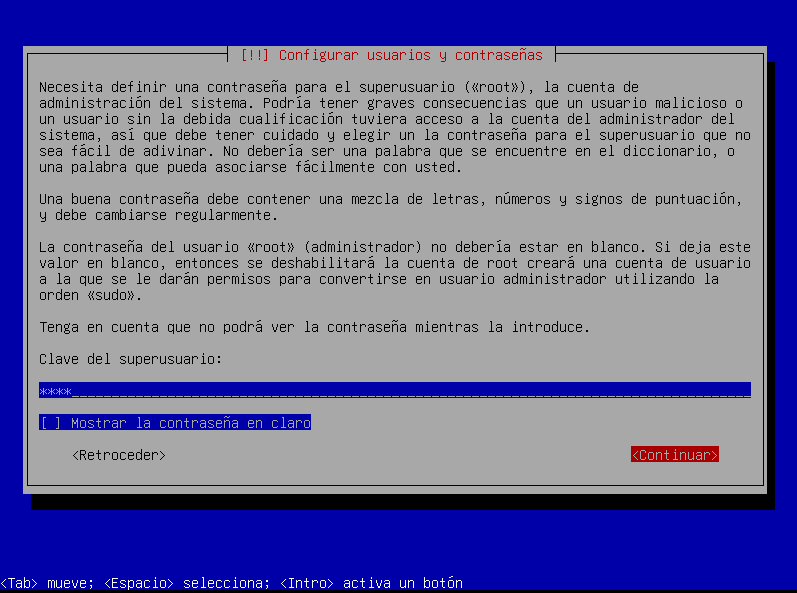 [!!] Configurar usuarios y contraseñas
Necesita definir una contraseña para el superusuario («root»), la cuenta de
administración del sistema. Podría tener graves consecuencias que un usuario malicioso o
un usuario sin la debida cualificación tuviera acceso a la cuenta del administrador del
sistema, así que debe tener cuidado y elegir un la contraseña para el superusuario que no
sea fácil de adivinar. No debería ser una palabra que se encuentre en el diccionario, o
una palabra que pueda asociarse fácilmente con usted.
Una buena contraseña debe contener una mezcla de letras, números y signos de puntuación,
y debe cambiarse regularmente.
La contraseña del usuario «root» (administrador) no debería estar en blanco. Si deja este
valor en blanco, entonces se deshabilitará la cuenta de root creará una cuenta de usuario
a la que se le darán permisos para convertirse en usuario administrador utilizando la
orden «sudo».
Tenga en cuenta que no podrá ver la contraseña mientras la introduce.
Clave del superusuario:
****
[ ] Mostrar la contraseña en claro
<Retroceder> <Continuar>
<Tab> mueve; <Espacio> selecciona; <Intro> activa un botón